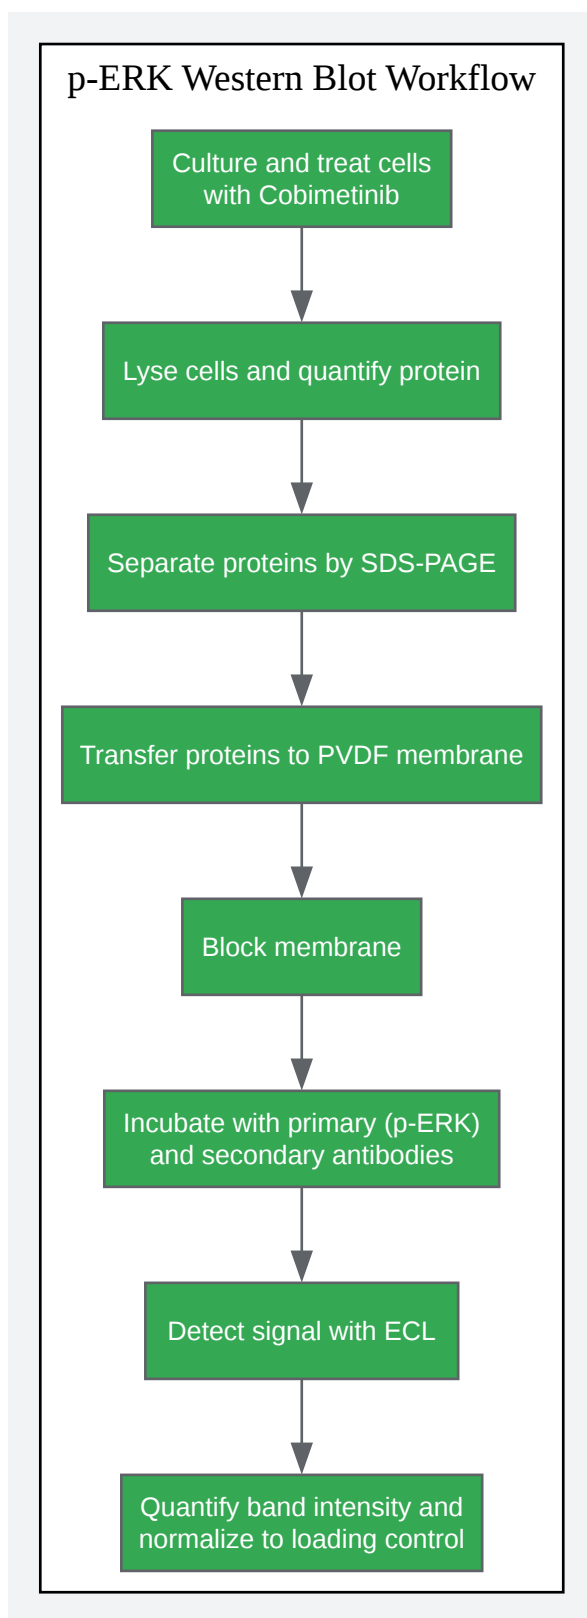 p-ERK Western Blot Workflow
Culture and treat cells
with Cobimetinib
Lyse cells and quantify protein
Separate proteins by SDS-PAGE
Transfer proteins to PVDF membrane
Block membrane
Incubate with primary (p-ERK)
and secondary antibodies
Detect signal with ECL
Quantify band intensity and
normalize to loading control